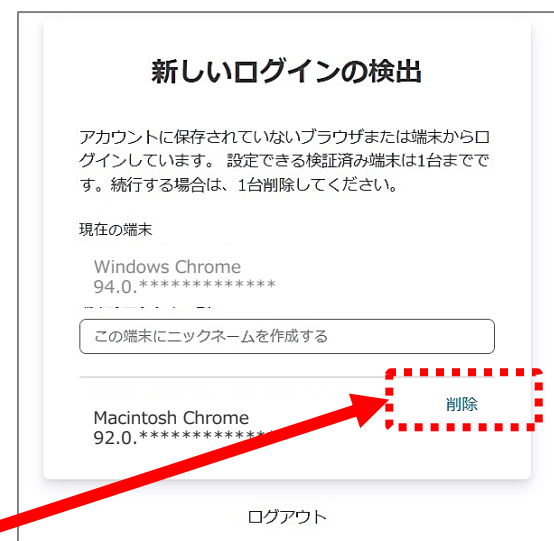 新しいログインの検出
アカウントに保存されていないブラウザまたは端末からロ
グインしています。 設定できる検証済み端末は1台までで
す。続行する場合は、1台削除してください。
現在の端末
Windows Chrome
94.0.*************
この端末にニックネームを作成する
削除
Macintosh Chrome
92.0.*************
ログアウト